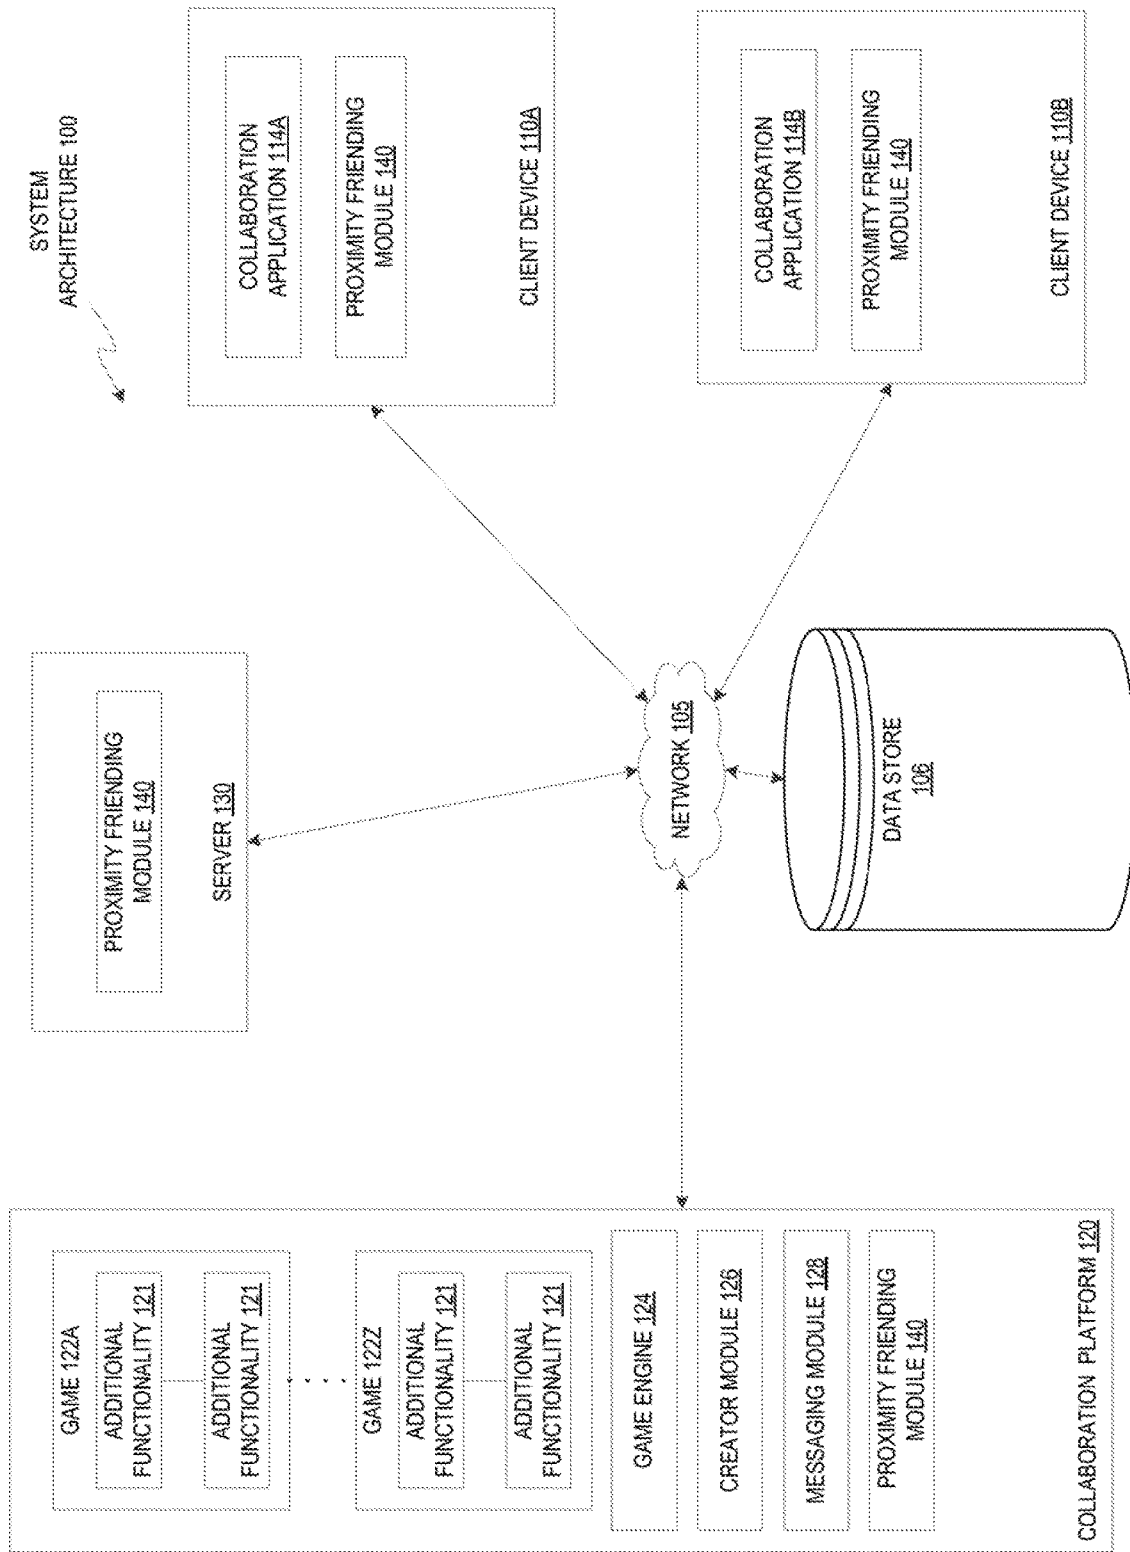 SYSTEM
ARCHITECTURE 100
GAME 122A
ADDITIONAL
FUNCTIONALITY 121
ADDITIONAL
FUNCTIONALITY 121
GAME 122Z
ADDITIONAL
FUNCTIONALITY 121
ADDITIONAL
FUNCTIONALITY 121
GAME ENGINE 124
CREATOR MODULE 126
MESSAGING MODULE 128
PROXIMITY FRIENDING
MODULE 140
COLLABORATION PLATFORM 120
PROXIMITY FRIENDING
MODULE 140
SERVER 130
NETWORK 105
DATA STORE
106
COLLABORATION
APPLICATION 114A
PROXIMITY FRIENDING
MODULE 140
CLIENT DEVICE 110A
COLLABORATION
APPLICATION 114B
PROXIMITY FRIENDING
MODULE 140
CLIENT DEVICE 110B